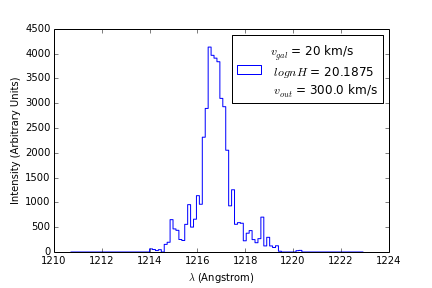 4500
4000
3500
3000
2500
2000
1500
1000
500
0
Intensity (Arbitrary Units)
v_gal = 20 km/s
lognH = 20.1875
v_out = 300.0 km/s
1210 1212 1214 1216 1218 1220 1222 1224
λ (Angstrom)